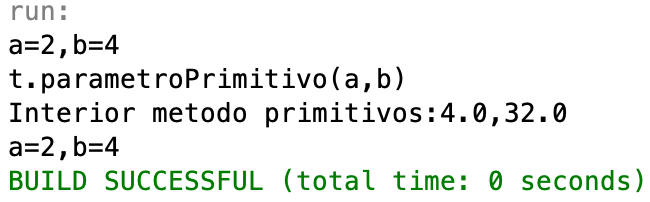 run:
a=2,b=4
t.parametroPrimitivo(a,b)
Interior metodo primitivos:4.0,32.0
a=2,b=4
BUILD SUCCESSFUL (total time: 0 seconds)